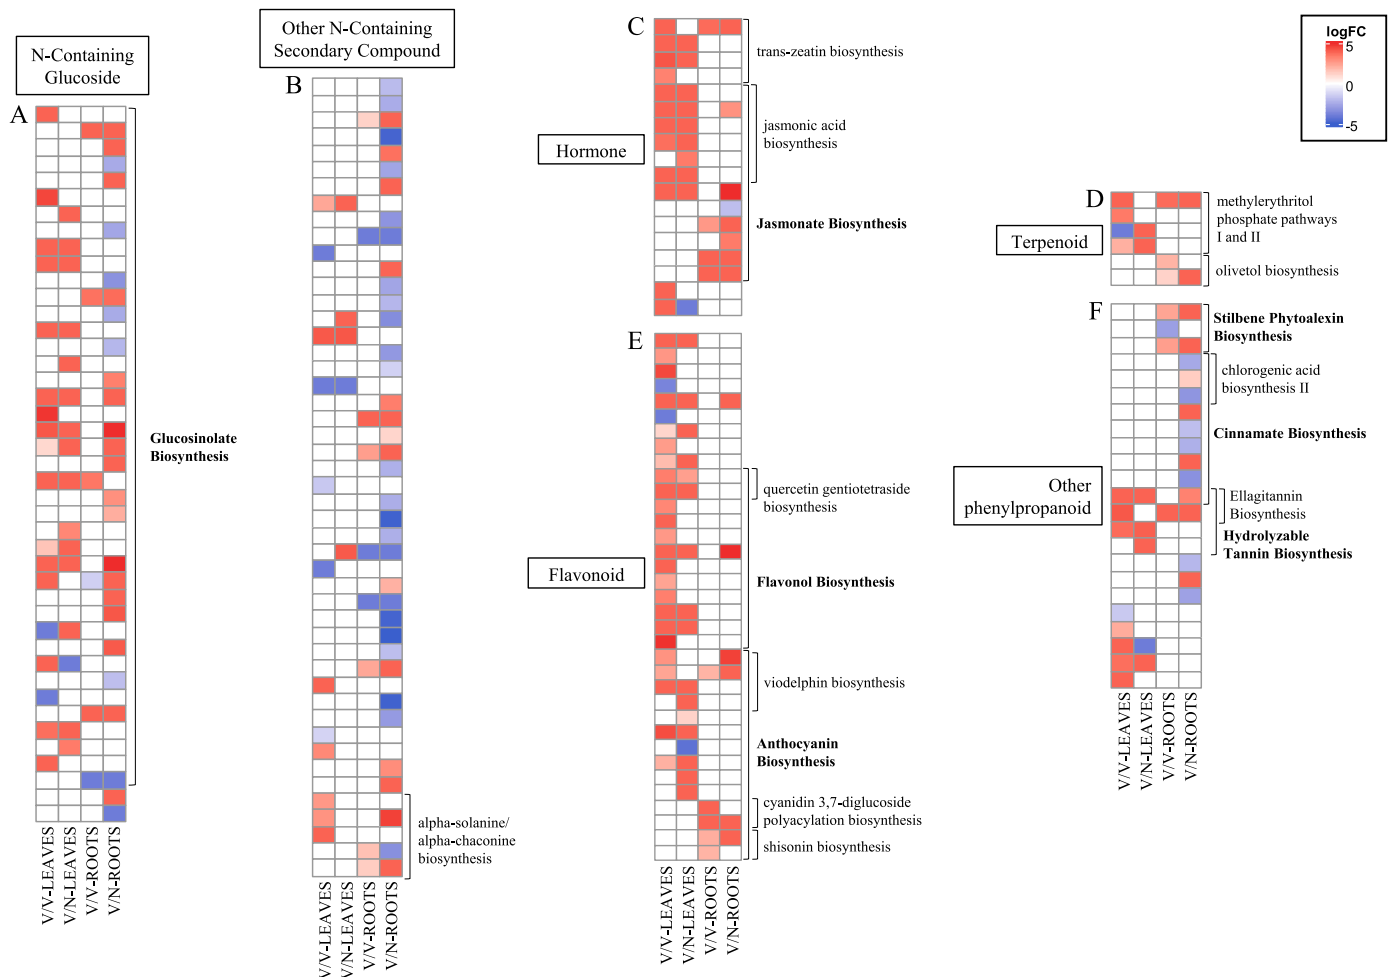 N-Containing
Glucoside
A
Glucosinolate
Biosynthesis
V/V-LEAVES
V/N-LEAVES
V/V-ROOTS
V/N-ROOTS
Other N-Containing
Secondary Compound
B
alpha-solanine/
alpha-chaconine
biosynthesis
V/V-LEAVES
V/N-LEAVES
V/V-ROOTS
V/N-ROOTS
C
Hormone
trans-zeatin biosynthesis
jasmonic acid
biosynthesis
Jasmonate Biosynthesis
E
Flavonoid
quercetin gentiotetraside
biosynthesis
Flavonol Biosynthesis
viodelphin biosynthesis
Anthocyanin
Biosynthesis
cyanidin 3,7-diglucoside
polyacylation biosynthesis
shisonin biosynthesis
V/V-LEAVES
V/N-LEAVES
V/V-ROOTS
V/N-ROOTS
logFC
5
0
-5
D
Terpenoid
methylerythritol
phosphate pathways
I and II
olivetol biosynthesis
F
Other
phenylpropanoid
Stilbene Phytoalexin
Biosynthesis
chlorogenic acid
biosynthesis II
Cinnamate Biosynthesis
Ellagitannin
Biosynthesis
Hydrolyzable
Tannin Biosynthesis
V/V-LEAVES
V/N-LEAVES
V/V-ROOTS
V/N-ROOTS